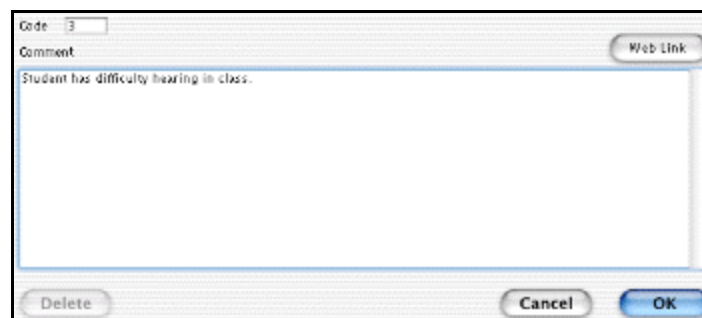 Code 3
Comment
Web Link
Student has difficulty hearing in class.
Delete Cancel OK